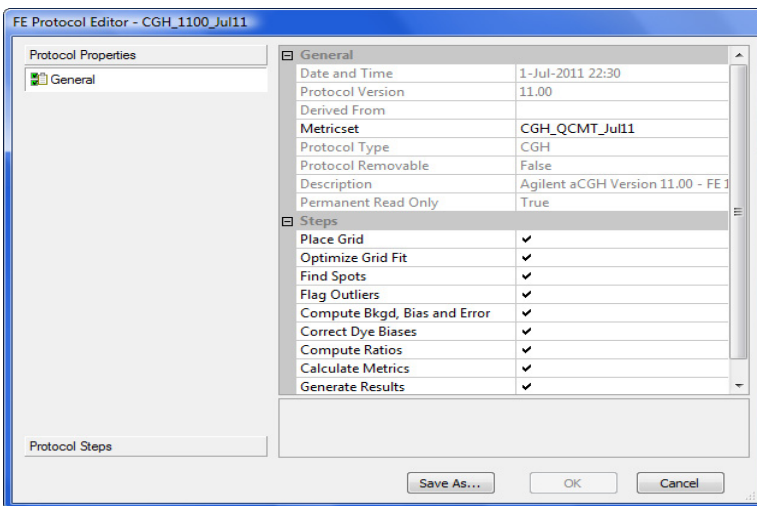 FE Protocol Editor - CGH_1100_Jul11
Protocol Properties
General
Protocol Steps
General
Date and Time 1-Jul-2011 22:30
Protocol Version 11.00
Derived From
Metricset CGH_QCMT_Jul11
Protocol Type CGH
Protocol Removable False
Description Agilent aCGH Version 11.00 - FE 1
Permanent Read Only True
Steps
Place Grid ✔
Optimize Grid Fit ✔
Find Spots ✔
Flag Outliers ✔
Compute Bkgd, Bias and Error ✔
Correct Dye Biases ✔
Compute Ratios ✔
Calculate Metrics ✔
Generate Results ✔
Save As... OK Cancel